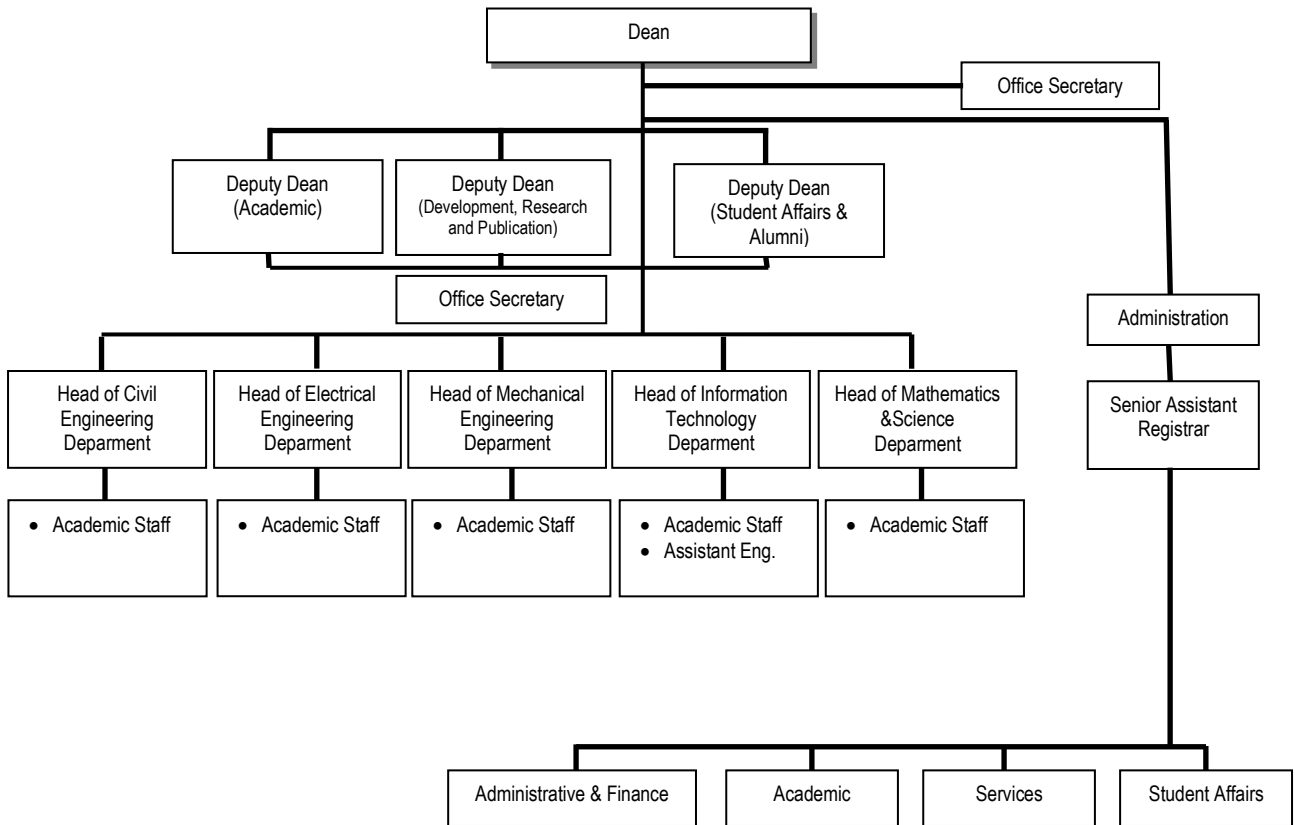 Dean
Office Secretary
Deputy Dean
(Academic)
Deputy Dean
(Development, Research
and Publication)
Deputy Dean
(Student Affairs &
Alumni)
Office Secretary
Administration
Head of Civil
Engineering
Deparment
Head of Electrical
Engineering
Deparment
Head of Mechanical
Engineering
Deparment
Head of Information
Technology
Deparment
Head of Mathematics
&Science
Deparment
Senior Assistant
Registrar
• Academic Staff
• Academic Staff
• Academic Staff
• Academic Staff
• Assistant Eng.
• Academic Staff
Administrative & Finance
Academic
Services
Student Affairs